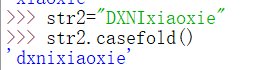 >>> str2="DXNIxiaoxie"
>>> str2.casefold()
'dxnixiaoxie'